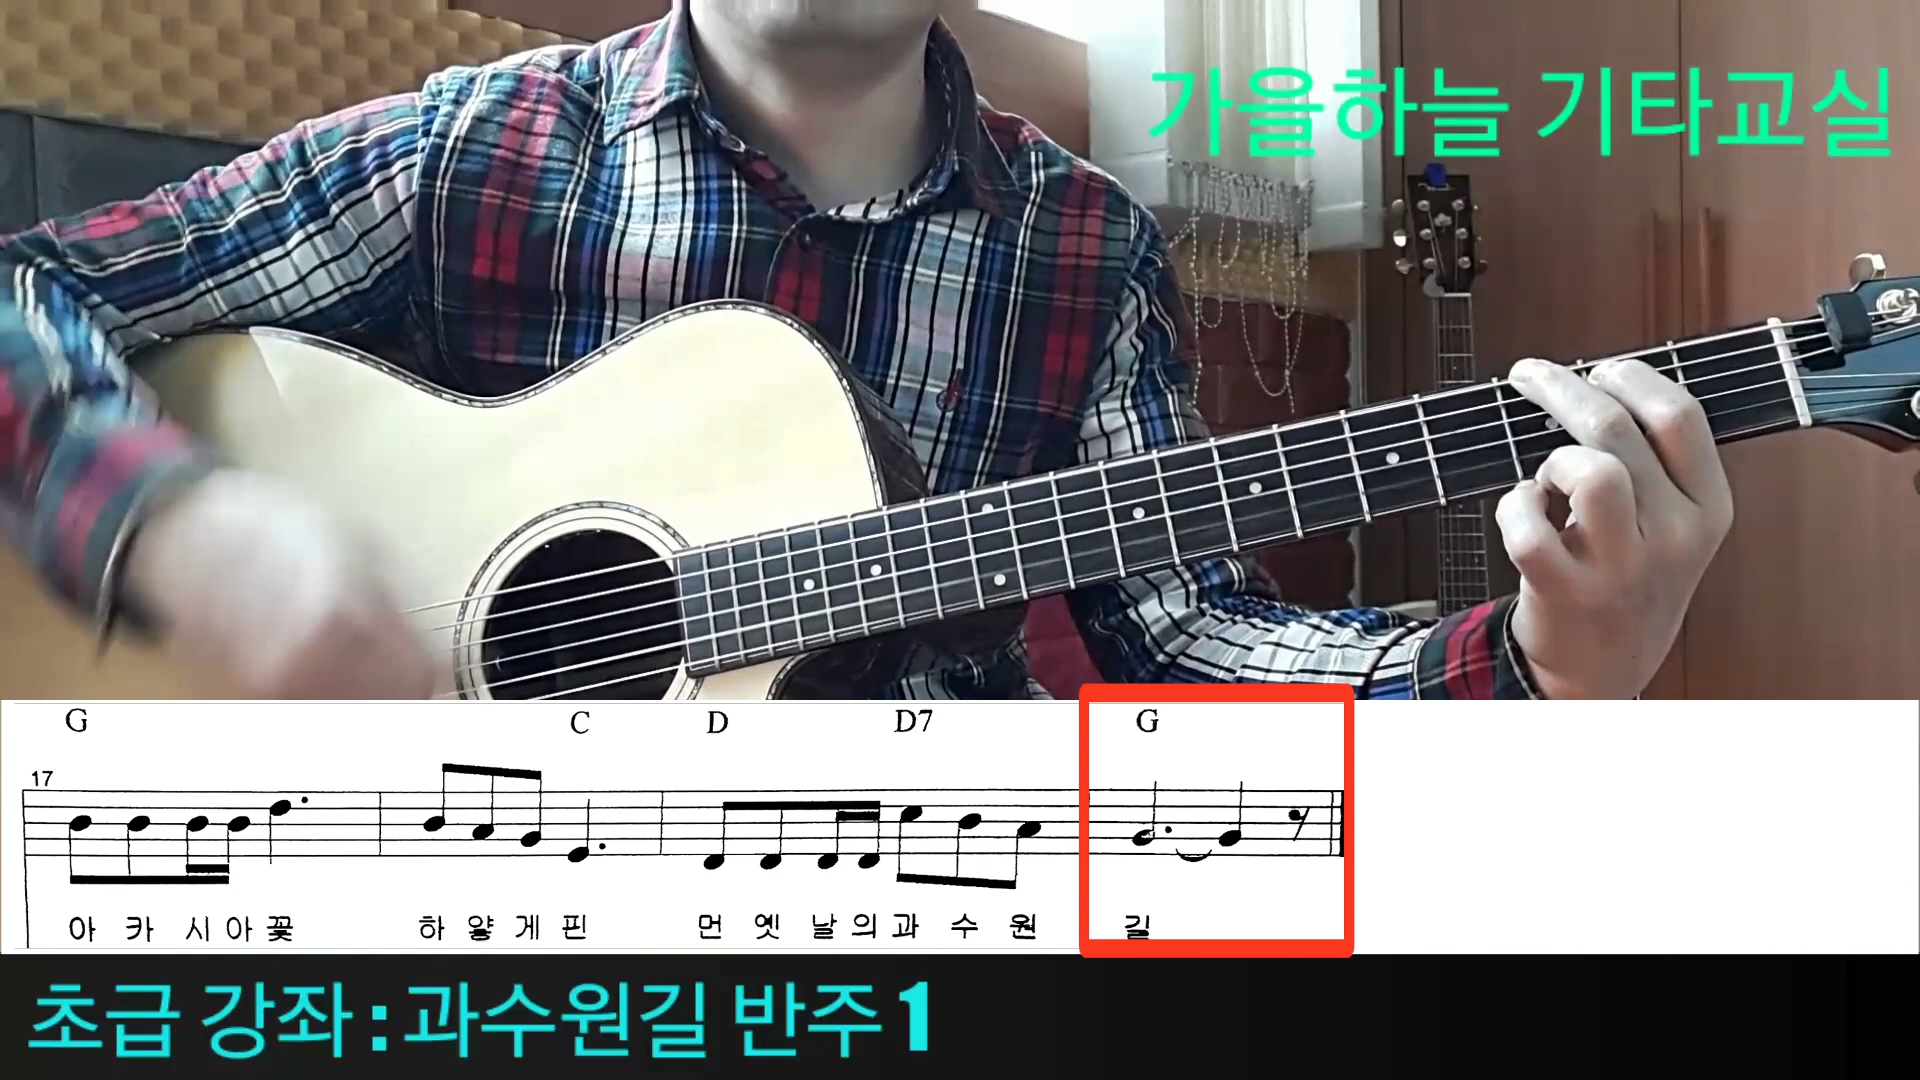 가을하늘 기타교실
G C D D7 G
17
아 카 시 아 꽃 하 얗 게 핀 먼 옛 날 의 과 수 원 길
초급 강좌 : 과수원길 반주 1